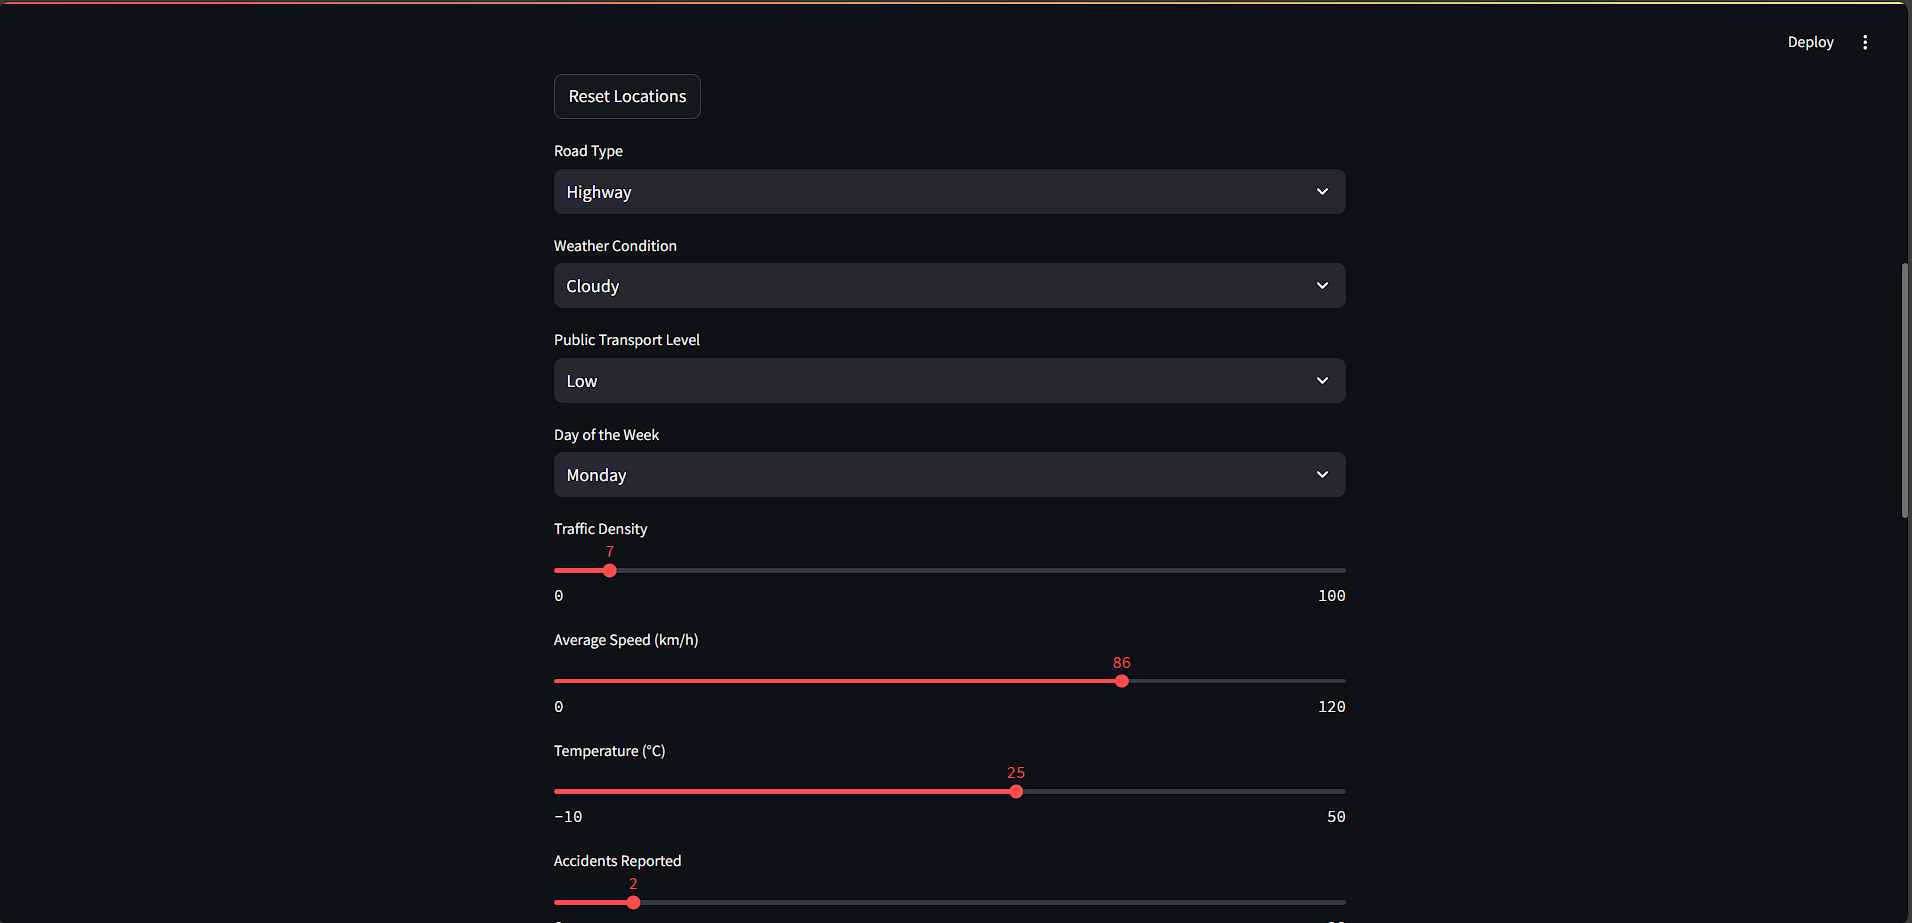 Deploy
Reset Locations
Road Type
Highway
Weather Condition
Cloudy
Public Transport Level
Low
Day of the Week
Monday
Traffic Density
7
0 100
Average Speed (km/h)
86
0 120
Temperature (°C)
25
-10 50
Accidents Reported
2